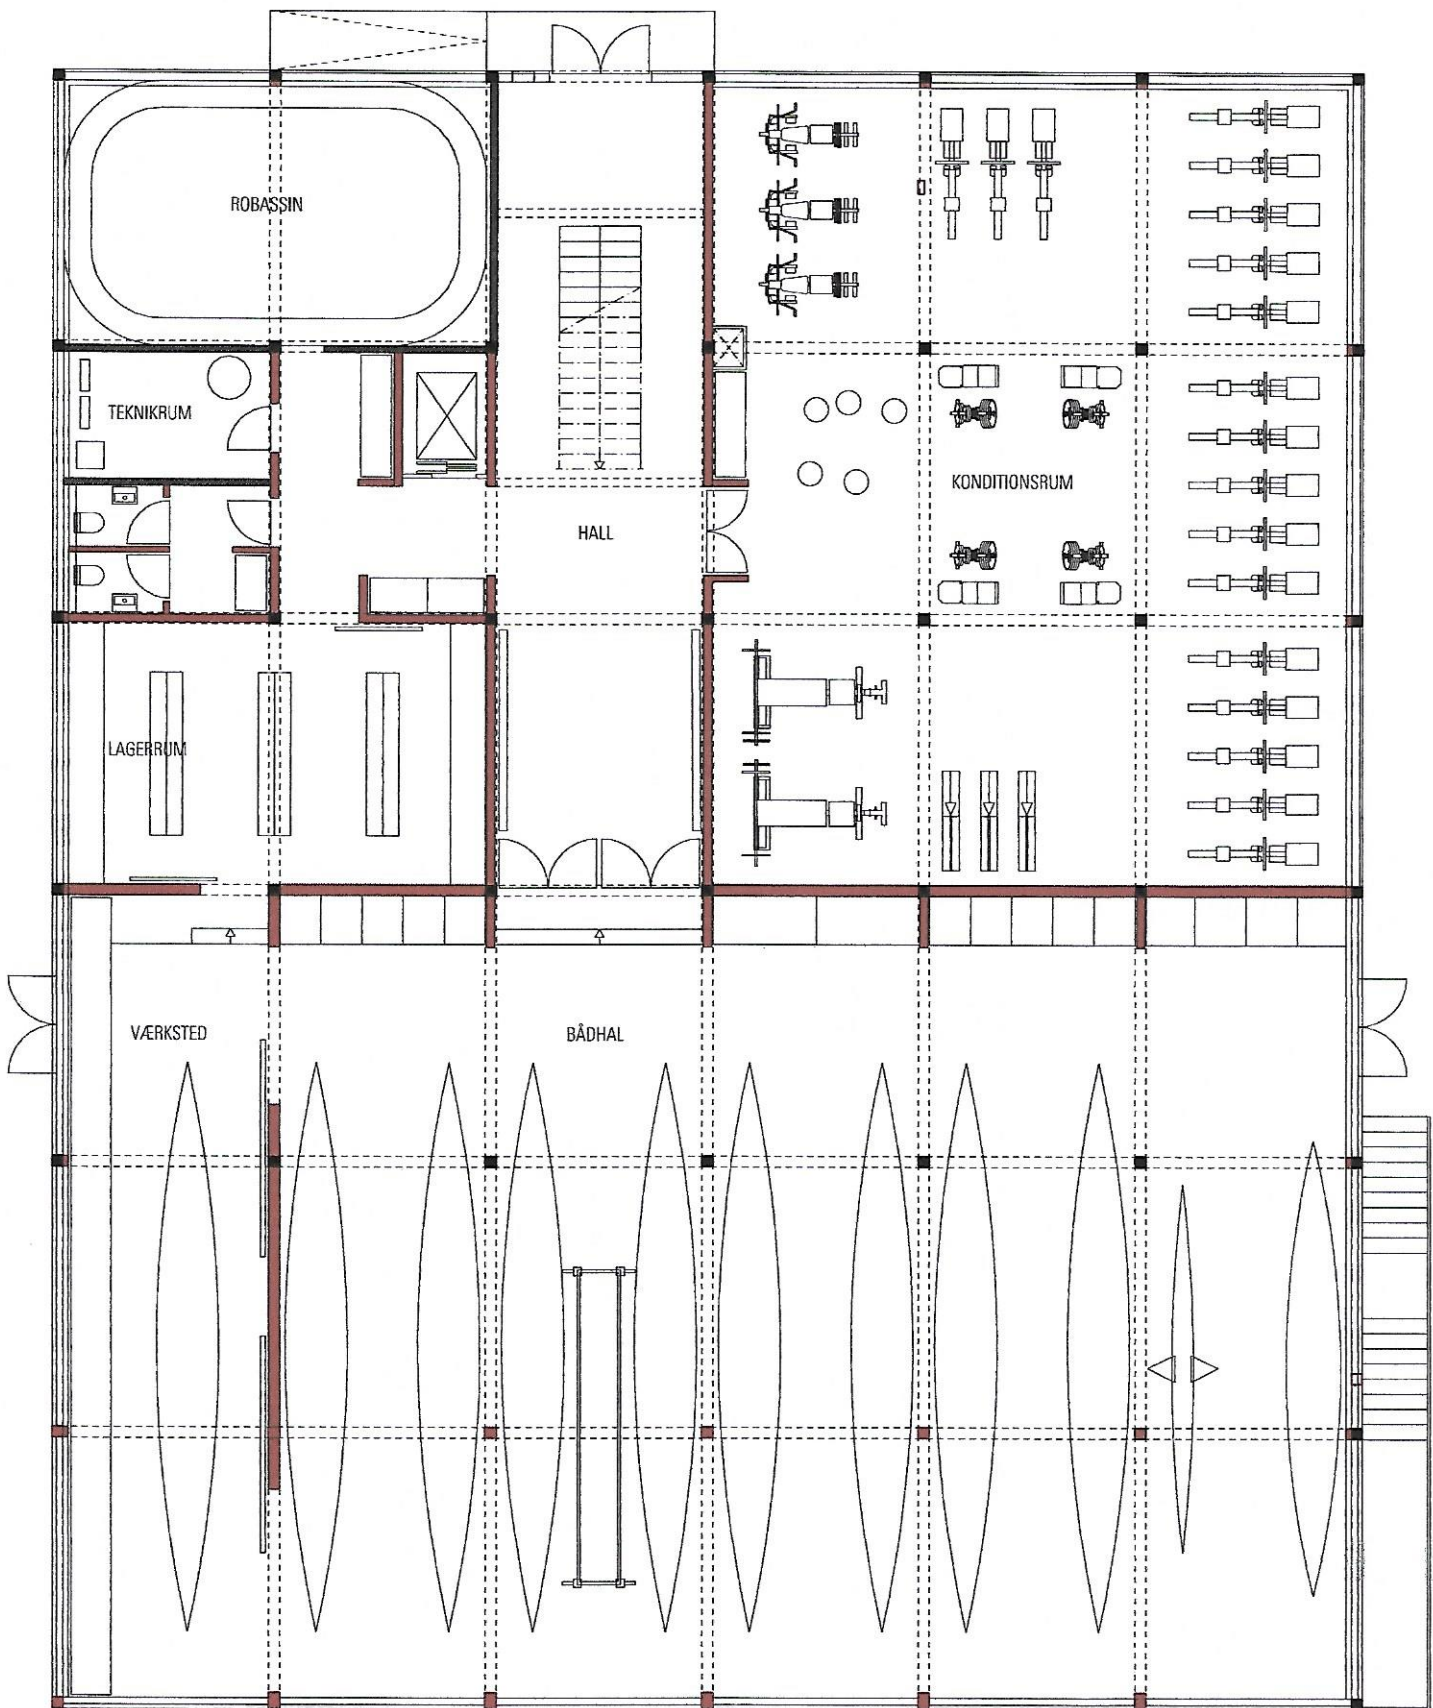 ROBASSIN
TEKNIKRUM
KONDITIONSRUM
HALL
LAGERRUM
VÆRKSTED
BÅDHAL